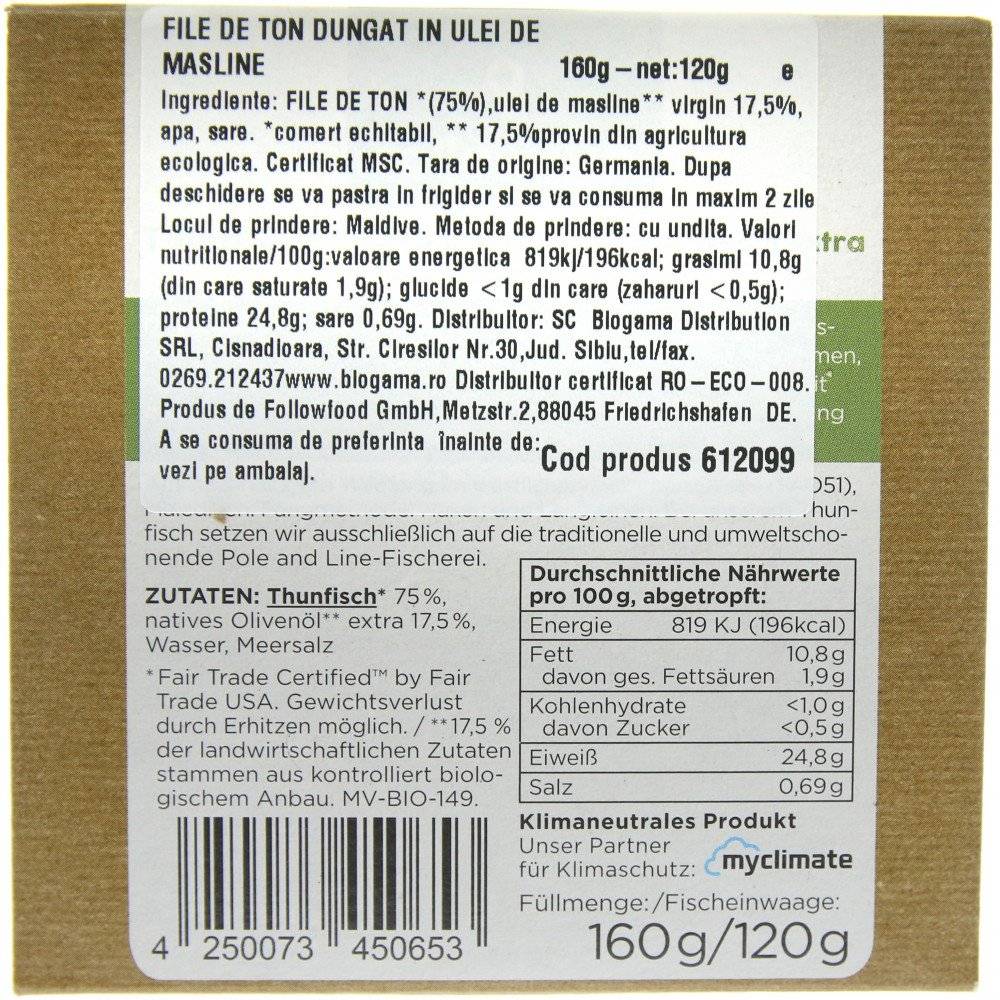 FILE DE TON DUNGAT IN ULEI DE
MASLINE 160g – net:120g e
Ingrediente: FILE DE TON *(75%),ulei de masline** virgin 17,5%,
apa, sare. *comert echitabil, ** 17,5%provin din agricultura
ecologica. Certificat MSC. Tara de origine: Germania. Dupa
deschidere se va pastra in frigider si se va consuma in maxim 2 zile
Locul de prindere: Maldive. Metoda de prindere: cu undita. Valori
nutritionale/100g:valoare energetica 819kj/196kcal; grasimi 10,8g
(din care saturate 1,9g); glucide <1g din care (zaharuri <0,5g);
proteine 24,8g; sare 0,69g. Distribuitor: SC Biogama Distribution
SRL, Cisnadioara, Str. Ciresilor Nr.30,Jud. Sibiu,tel/fax.
0269.212437www.biogama.ro Distribuitor certificat RO – ECO – 008.
Produs de Followfood GmbH,Metzstr.2,88045 Friedrichshafen DE.
A se consuma de preferinta înainte de:
vezi pe ambalaj.
Cod produs 612099
tra
s-
men,
it*
ng
051),
hun-
fisch setzen wir ausschließlich auf die traditionelle und umweltscho-
nende Pole and Line-Fischerei.
ZUTATEN: Thunfisch* 75%,
natives Olivenöl** extra 17,5%,
Wasser, Meersalz
*Fair Trade Certified™ by Fair
Trade USA. Gewichtsverlust
durch Erhitzen möglich. / **17,5 %
der landwirtschaftlichen Zutaten
stammen aus kontrolliert biolo-
gischem Anbau. MV-BIO-149.
Durchschnittliche Nährwerte
pro 100g, abgetropft:
Energie 819 KJ (196kcal)
Fett 10,8g
davon ges. Fettsäuren 1,9g
Kohlenhydrate <1,0g
davon Zucker <0,5g
Eiweiß 24,8g
Salz 0,69g
Klimaneutrales Produkt
Unser Partner
für Klimaschutz: myclimate
Füllmenge:/Fischeinwaage:
160g/120g
4 250073 450653